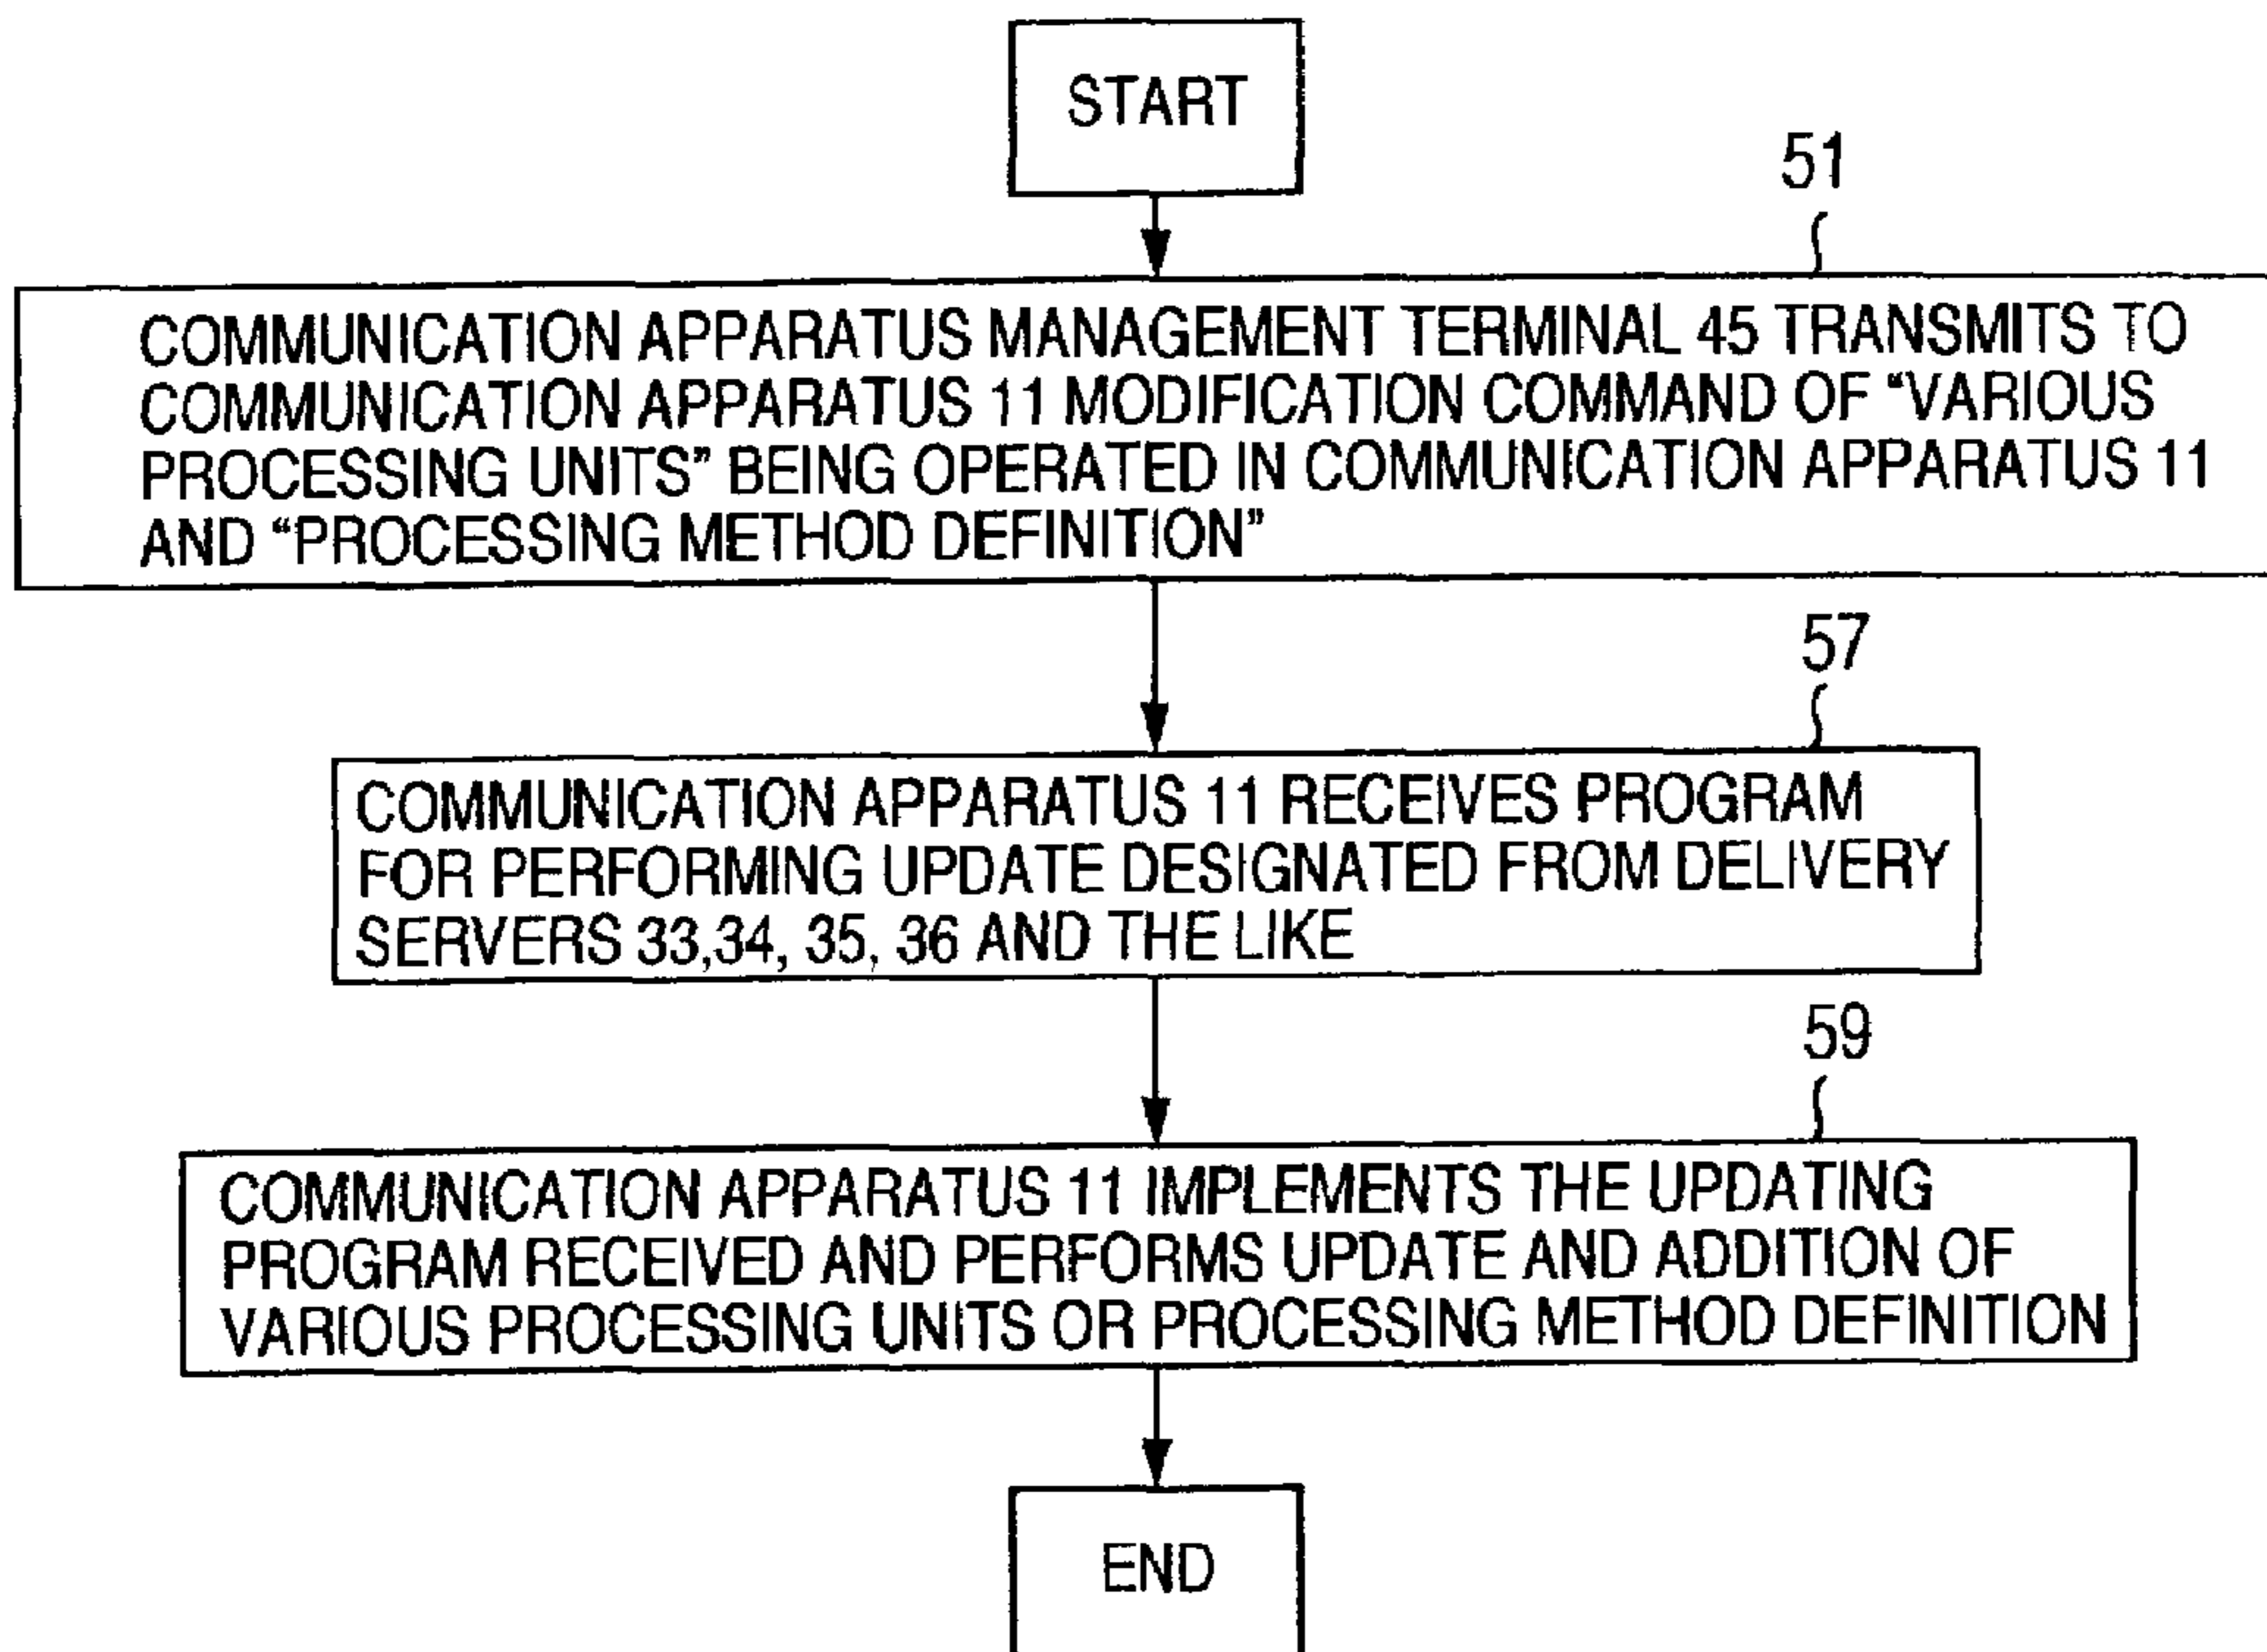 START
51
COMMUNICATION APPARATUS MANAGEMENT TERMINAL 45 TRANSMITS TO
COMMUNICATION APPARATUS 11 MODIFICATION COMMAND OF “VARIOUS
PROCESSING UNITS” BEING OPERATED IN COMMUNICATION APPARATUS 11
AND “PROCESSING METHOD DEFINITION”
57
COMMUNICATION APPARATUS 11 RECEIVES PROGRAM
FOR PERFORMING UPDATE DESIGNATED FROM DELIVERY
SERVERS 33,34, 35, 36 AND THE LIKE
59
COMMUNICATION APPARATUS 11 IMPLEMENTS THE UPDATING
PROGRAM RECEIVED AND PERFORMS UPDATE AND ADDITION OF
VARIOUS PROCESSING UNITS OR PROCESSING METHOD DEFINITION
END